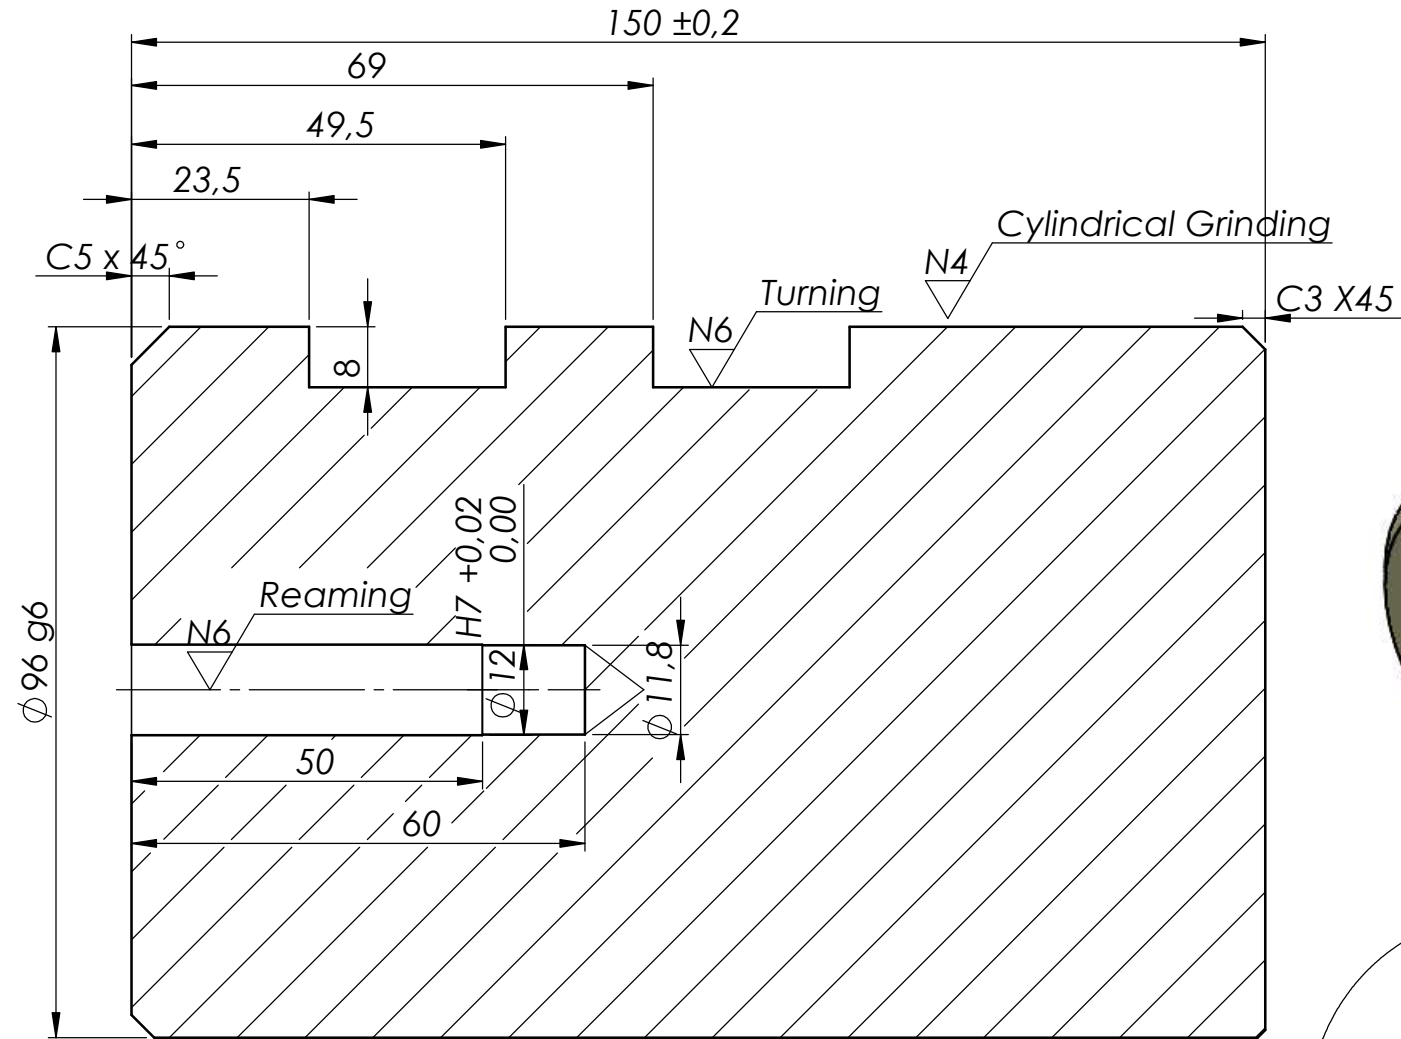 150 ±0,2
69
49,5
23,5
C5 x 45°
Cylindrical Grinding
N4
Turning
N6
C3 X45
8
H7 +0,02
0,00
Reaming
N6
Ø12
Ø11,8
Ø96 g6
50
60